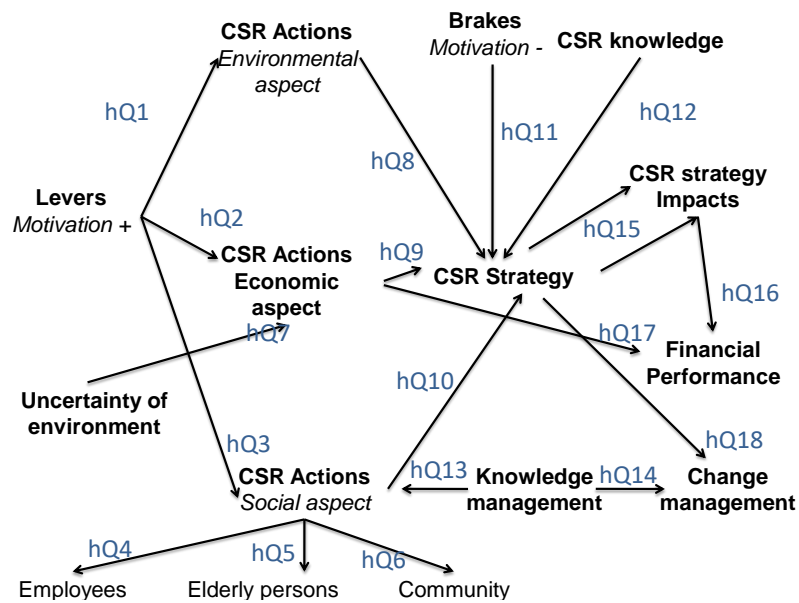 CSR Actions
Environmental
aspect
Brakes
Motivation -
CSR knowledge
hQ1
hQ8
hQ11
hQ12
Levers
Motivation +
hQ2
CSR Actions
Economic
aspect
hQ9
CSR Strategy
hQ15
CSR strategy
Impacts
hQ16
hQ7
hQ17
Financial
Performance
Uncertainty of
environment
hQ10
hQ3
CSR Actions
Social aspect
hQ13
Knowledge
management
hQ14
hQ18
Change
management
hQ4
hQ5
hQ6
Employees
Elderly persons
Community